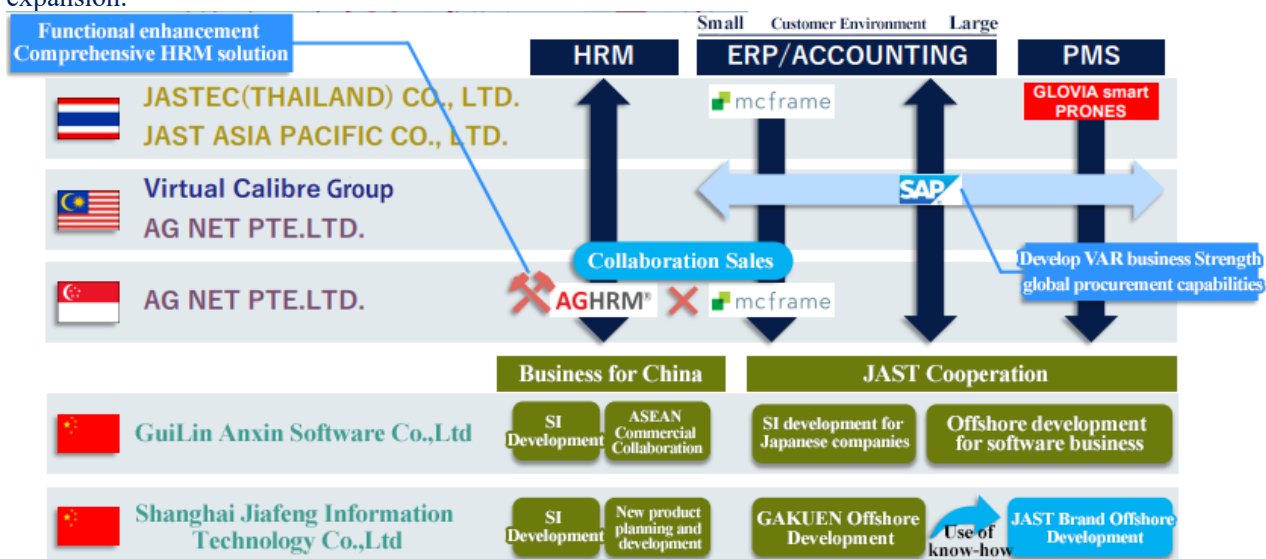 expansion.
Functional enhancement
Comprehensive HRM solution
Small Customer Environment Large
HRM
ERP/ACCOUNTING
PMS
JASTEC(THAILAND) CO., LTD.
JAST ASIA PACIFIC CO., LTD.
mcframe
GLOVIA smart
PRONES
Virtual Calibre Group
AG NET PTE.LTD.
SAP
Collaboration Sales
Develop VAR business Strength
global procurement capabilities
AG NET PTE.LTD.
AGHRM®
mcframe
Business for China
JAST Cooperation
GuiLin Anxin Software Co.,Ltd
SI
Development
ASEAN
Commercial
Collaboration
SI development for
Japanese companies
Offshore development
for software business
Shanghai Jiafeng Information
Technology Co.,Ltd
SI
Development
New product
planning and
development
GAKUEN Offshore
Development
Use of
know-how
JAST Brand Offshore
Development